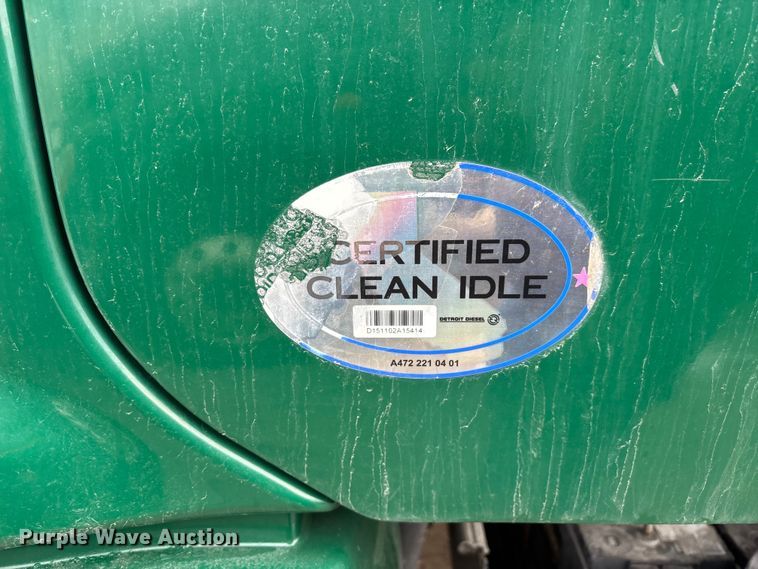 CERTIFIED
CLEAN IDLE
D151102A15414
DETROIT DIESEL
A472 221 04 01
Purple Wave Auction